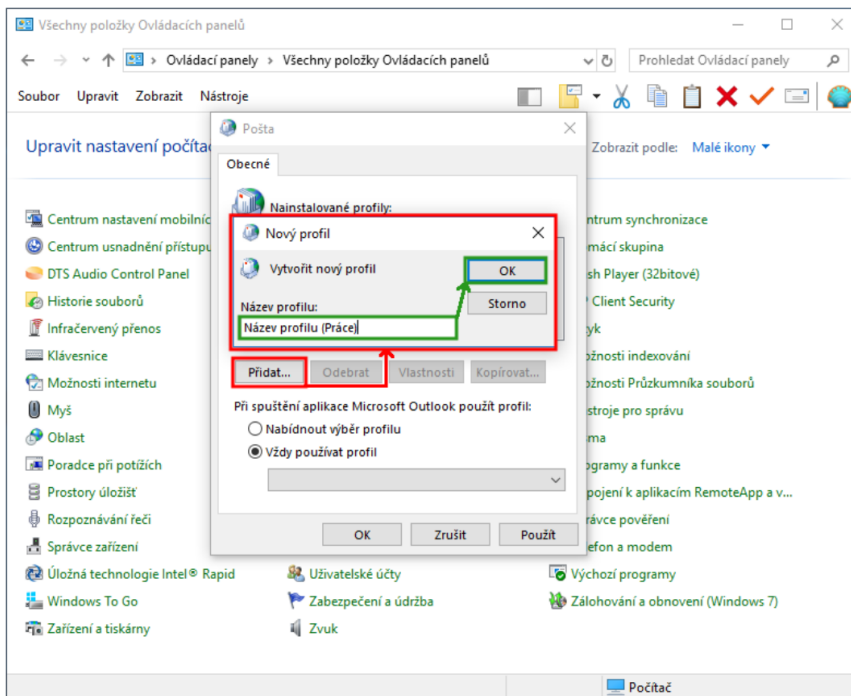 Všechny položky Ovládacích panelů
Ovládací panely > Všechny položky Ovládacích panelů
Prohledat Ovládací panely
Soubor Upravit Zobrazit Nástroje
Upravit nastavení počítač
Zobrazit podle: Malé ikony
Pošta
Obecné
Nainstalované profily:
Nový profil
Vytvořit nový profil
OK
Storno
Název profilu:
Název profilu (Práce)
Přidat... Odebrat Vlastnosti Kopírovat...
Při spuštění aplikace Microsoft Outlook použít profil:
Nabídnout výběr profilu
Vždy používat profil
OK Zrušit Použít
Centrum nastavení mobilníc
Centrum usnadnění přístupu
DTS Audio Control Panel
Historie souborů
Infračervený přenos
Klávesnice
Možnosti internetu
Myš
Oblast
Poradce při potížích
Prostory úložišť
Rozpoznávání řeči
Správce zařízení
Úložná technologie Intel® Rapid
Windows To Go
Zařízení a tiskárny
Uživatelské účty
Zabezpečení a údržba
Zvuk
ntrum synchronizace
mácí skupina
sh Player (32bitové)
Client Security
yk
ožnosti indexování
ožnosti Průzkumníka souborů
stroje pro správu
sma
ogramy a funkce
pojení k aplikacím RemoteApp a v...
rávce pověření
efon a modem
Výchozí programy
Zálohování a obnovení (Windows 7)
Počítač